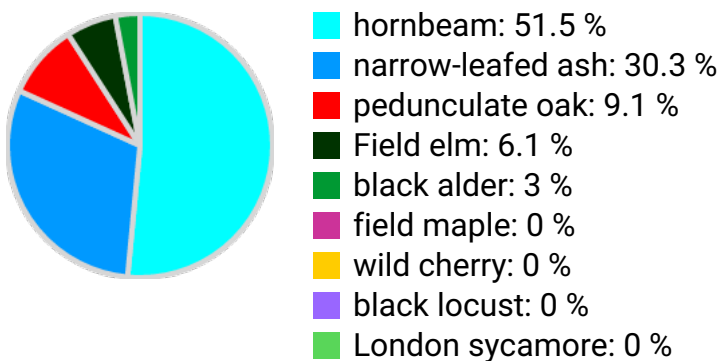 hornbeam: 51.5 %
narrow-leafed ash: 30.3 %
pedunculate oak: 9.1 %
Field elm: 6.1 %
black alder: 3 %
field maple: 0 %
wild cherry: 0 %
black locust: 0 %
London sycamore: 0 %